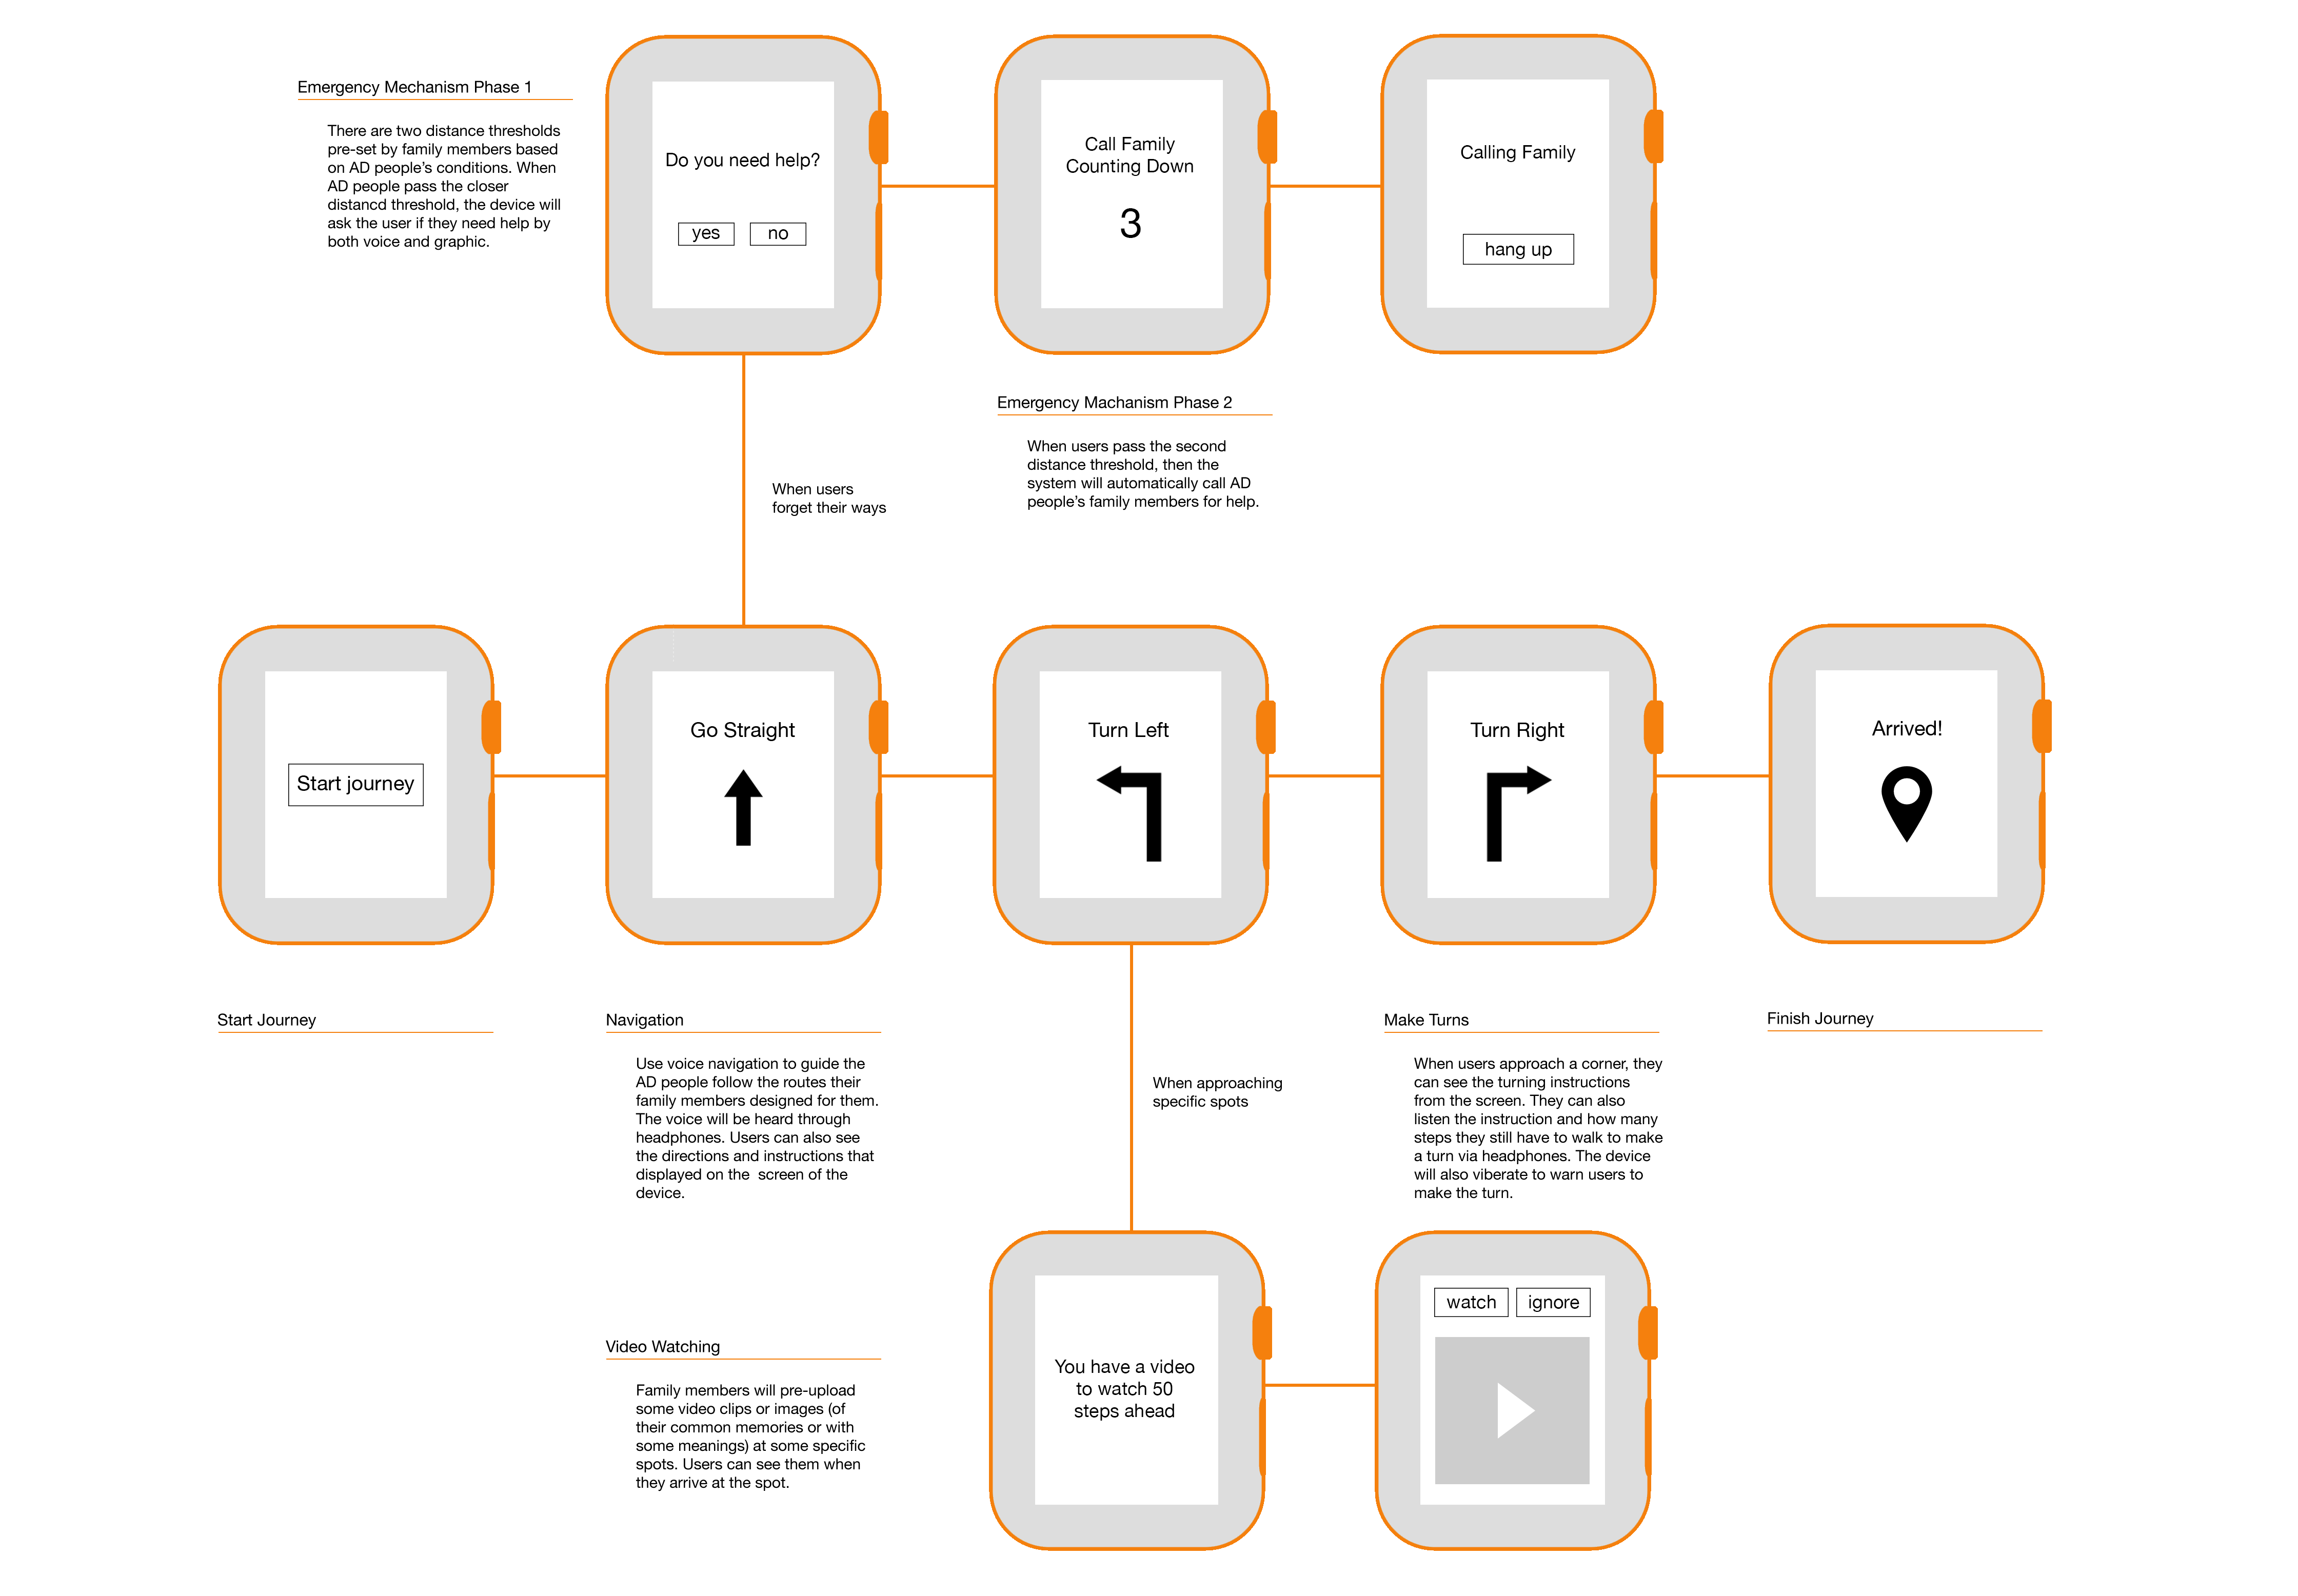 Emergency Mechanism Phase 1
There are two distance thresholds
pre-set by family members based
on AD people's conditions. When
AD people pass the closer
distancd threshold, the device will
ask the user if they need help by
both voice and graphic.
Do you need help?
yes no
Call Family
Counting Down
3
Calling Family
hang up
Emergency Machanism Phase 2
When users pass the second
distance threshold, then the
system will automatically call AD
people's family members for help.
When users
forget their ways
Start journey
Go Straight
Turn Left
Turn Right
Arrived!
Start Journey
Navigation
Use voice navigation to guide the
AD people follow the routes their
family members designed for them.
The voice will be heard through
headphones. Users can also see
the directions and instructions that
displayed on the  screen of the
device.
When approaching
specific spots
Make Turns
When users approach a corner, they
can see the turning instructions
from the screen. They can also
listen the instruction and how many
steps they still have to walk to make
a turn via headphones. The device
will also viberate to warn users to
make the turn.
Finish Journey
Video Watching
Family members will pre-upload
some video clips or images (of
their common memories or with
some meanings) at some specific
spots. Users can see them when
they arrive at the spot.
You have a video
to watch 50
steps ahead
watch ignore